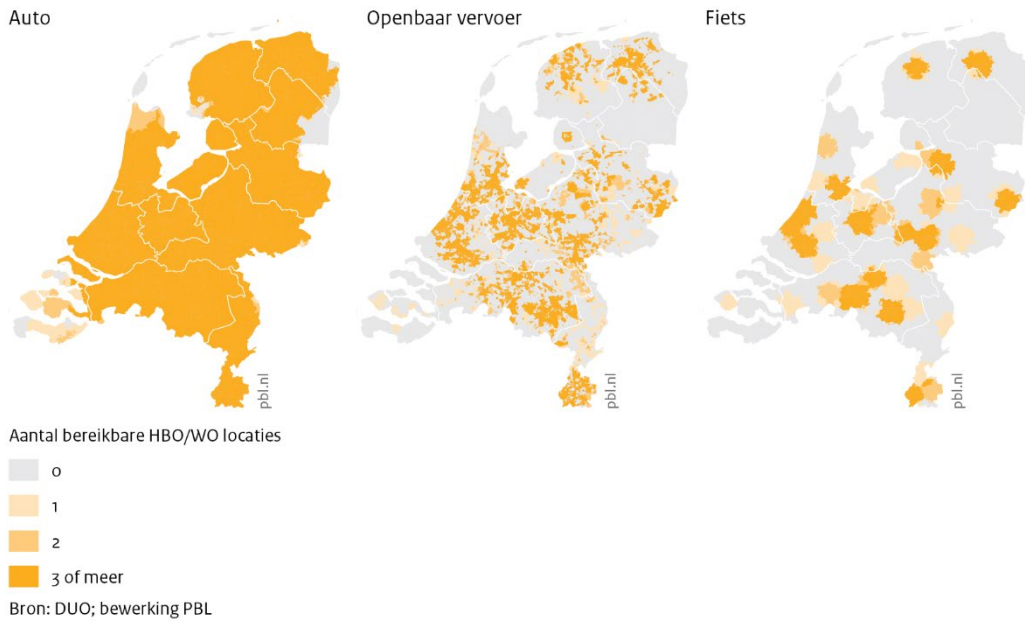 Auto
Openbaar vervoer
Fiets
pbl.nl
pbl.nl
pbl.nl
Aantal bereikbare HBO/WO locaties
0
1
2
3 of meer
Bron: DUO; bewerking PBL